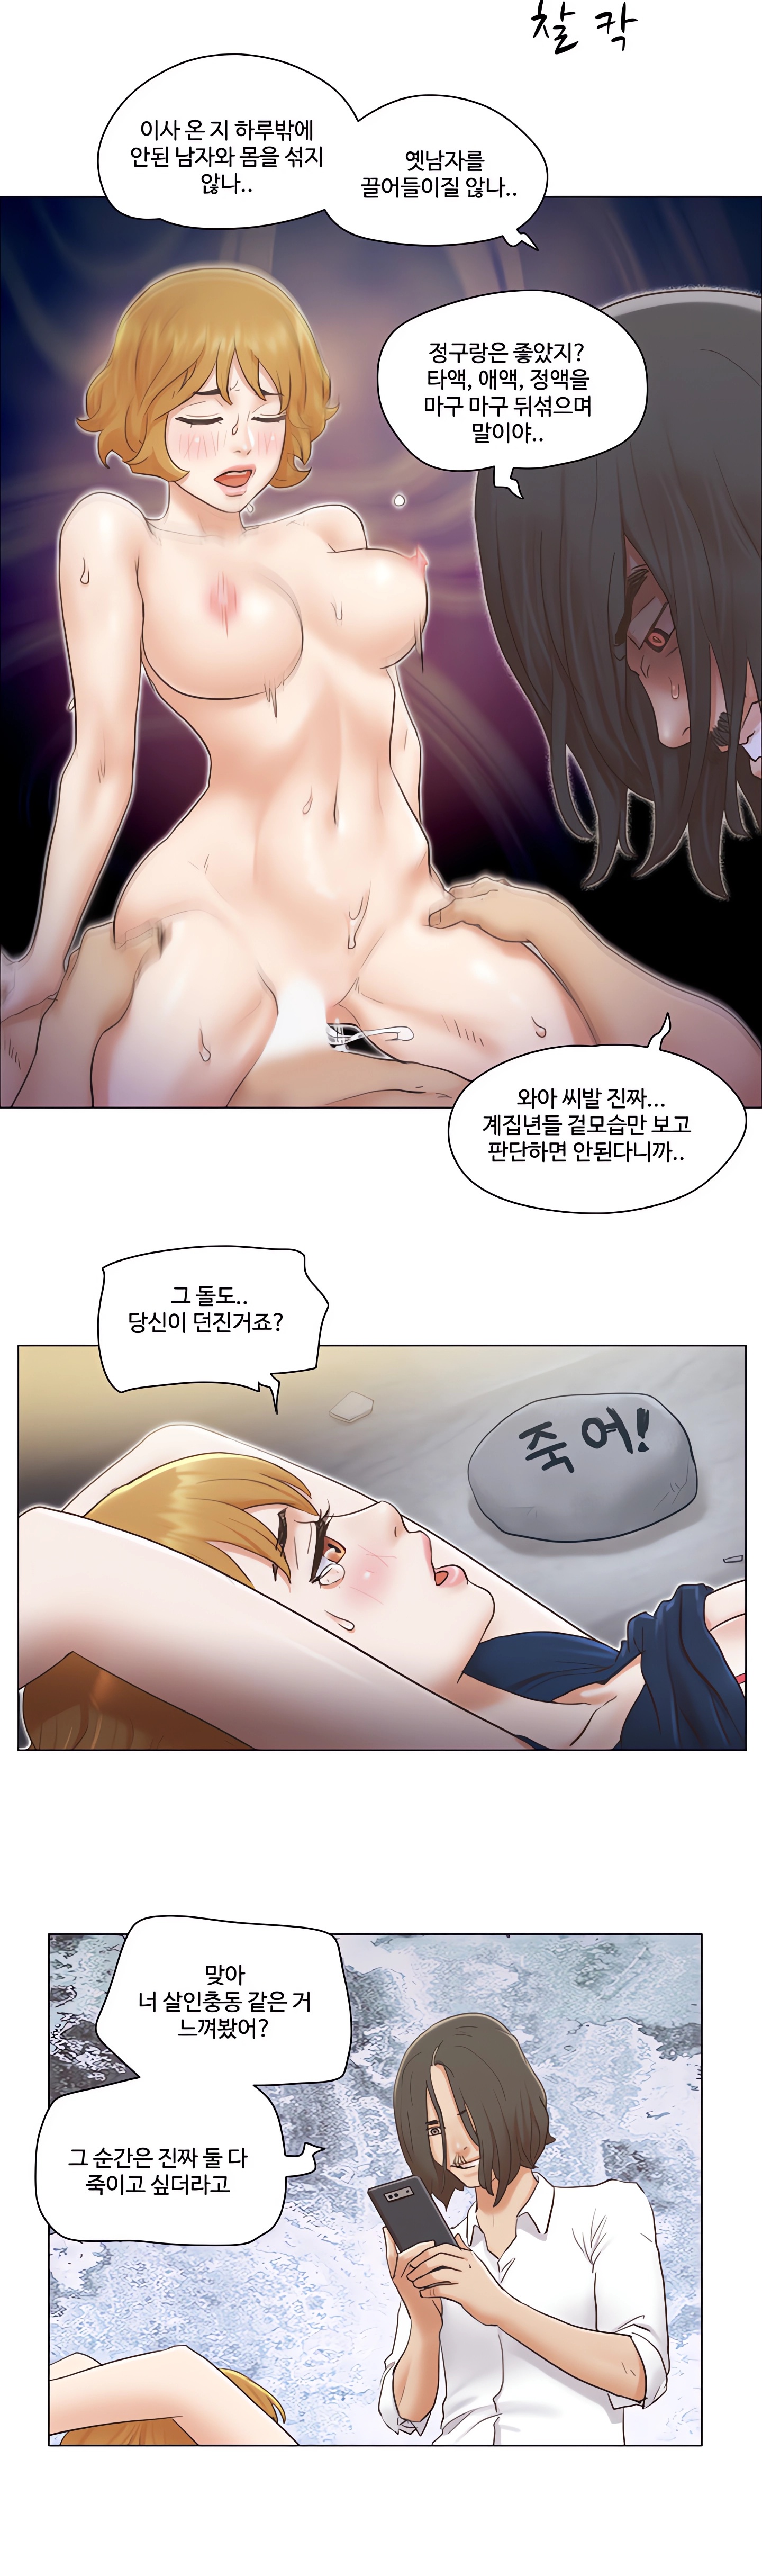 찰칵
이사 온 지 하루밖에
안된 남자와 몸을 섞지
않나..
옛남자를
끌어들이질 않나..
정구랑은 좋았지?
타액, 애액, 정액을
마구 마구 뒤섞으며
말이야..
와아 씨발 진짜...
계집년들 겉모습만 보고
판단하면 안된다니까..
그 돌도..
당신이 던진거죠?
죽어!
맞아
너 살인충동 같은 거
느껴봤어?
그 순간은 진짜 둘 다
죽이고 싶더라고